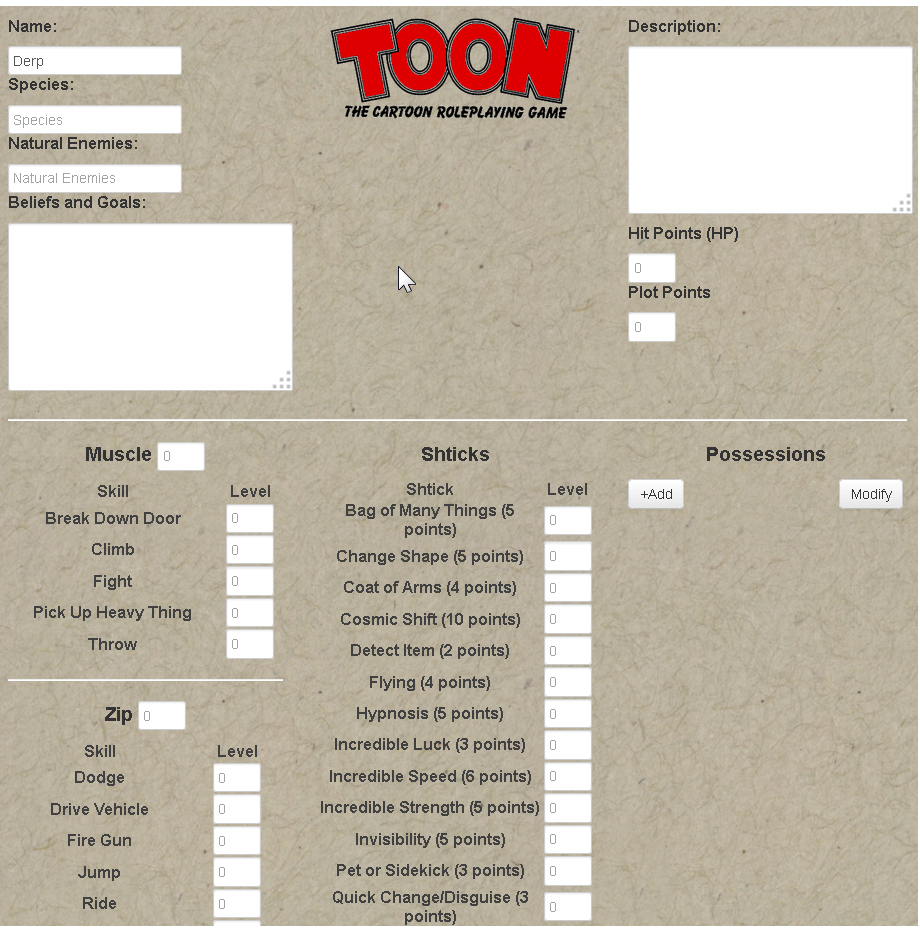 Name:
Derp
Species:
Species
Natural Enemies:
Natural Enemies
Beliefs and Goals:
TOON
THE CARTOON ROLEPLAYING GAME
Description:
Hit Points (HP)
0
Plot Points
0
Muscle 0
Skill Level
Break Down Door 0
Climb 0
Fight 0
Pick Up Heavy Thing 0
Throw 0
Zip 0
Skill Level
Dodge 0
Drive Vehicle 0
Fire Gun 0
Jump 0
Ride 0
Shticks
Shtick Level
Bag of Many Things (5
points) 0
Change Shape (5 points) 0
Coat of Arms (4 points) 0
Cosmic Shift (10 points) 0
Detect Item (2 points) 0
Flying (4 points) 0
Hypnosis (5 points) 0
Incredible Luck (3 points) 0
Incredible Speed (6 points) 0
Incredible Strength (5 points) 0
Invisibility (5 points) 0
Pet or Sidekick (3 points) 0
Quick Change/Disguise (3
points) 0
Possessions
+Add Modify